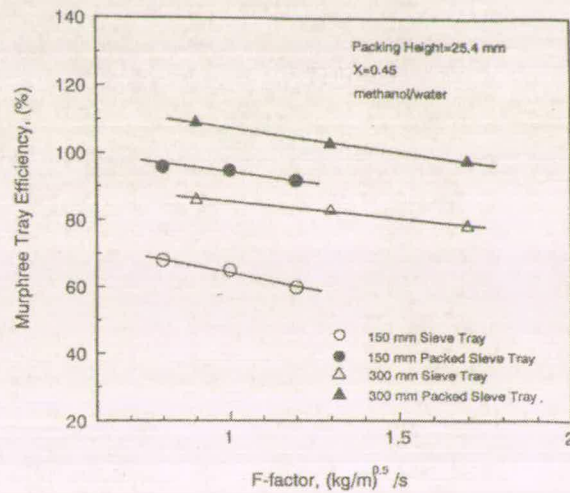 140
120
100
80
60
40
20
Murphree Tray Efficiency, (%)
Packing Height=25.4 mm
X=0.45
methanol/water
150 mm Sieve Tray
150 mm Packed Sieve Tray
300 mm Sieve Tray
300 mm Packed Sieve Tray .
1
1.5
2
F-factor, (kg/m)^0.5 /s